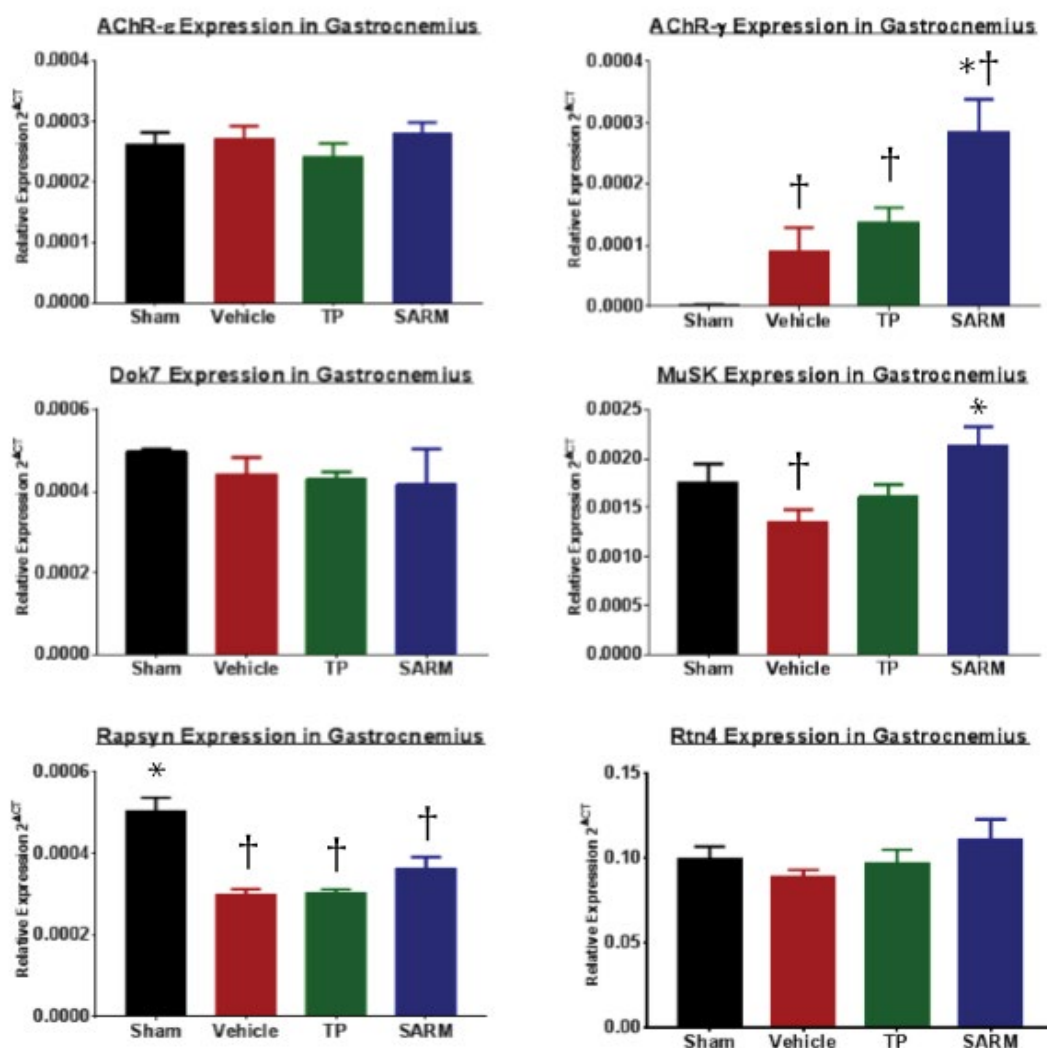 AChR-ε Expression in Gastrocnemius
Relative Expression 2^ΔCT
0.0004
0.0003
0.0002
0.0001
0.0000
Sham Vehicle TP SARM
AChR-γ Expression in Gastrocnemius
Relative Expression 2^ΔCT
0.0004
0.0003
0.0002
0.0001
0.0000
† † *†
Sham Vehicle TP SARM
Dok7 Expression in Gastrocnemius
Relative Expression 2^ΔCT
0.0006
0.0004
0.0002
0.0000
Sham Vehicle TP SARM
MuSK Expression in Gastrocnemius
Relative Expression 2^ΔCT
0.0025
0.0020
0.0015
0.0010
0.0005
0.0000
† *
Sham Vehicle TP SARM
Rapsyn Expression in Gastrocnemius
Relative Expression 2^ΔCT
0.0006
0.0004
0.0002
0.0000
* † † †
Sham Vehicle TP SARM
Rtn4 Expression in Gastrocnemius
Relative Expression 2^ΔCT
0.15
0.10
0.05
0.00
Sham Vehicle TP SARM